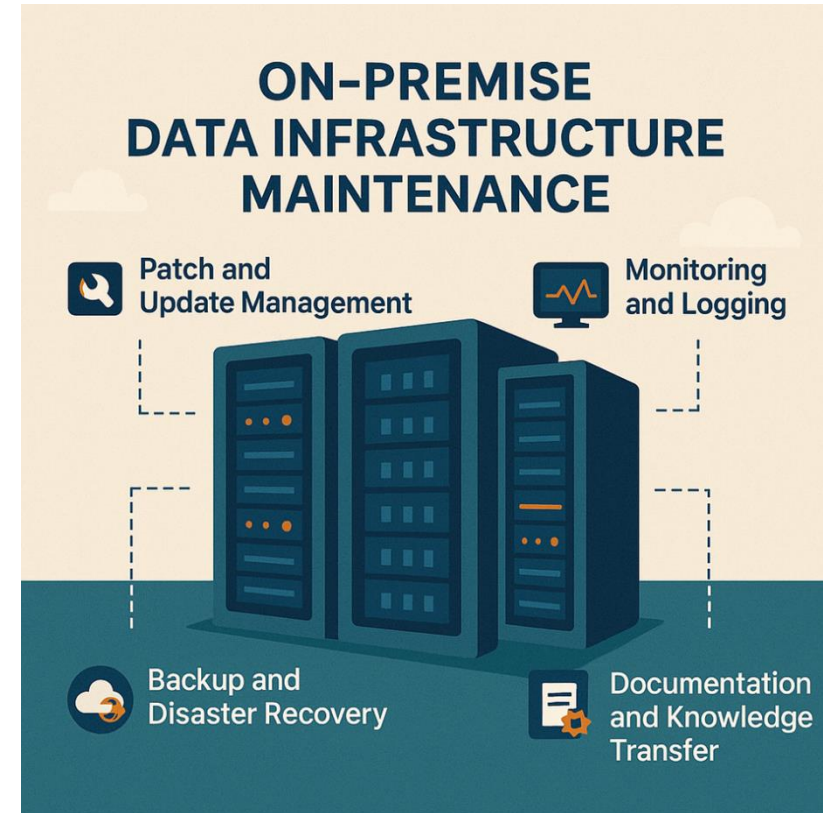 ON-PREMISE
DATA INFRASTRUCTURE
MAINTENANCE
Patch and
Update Management
Monitoring
and Logging
Backup and
Disaster Recovery
Documentation
and Knowledge
Transfer